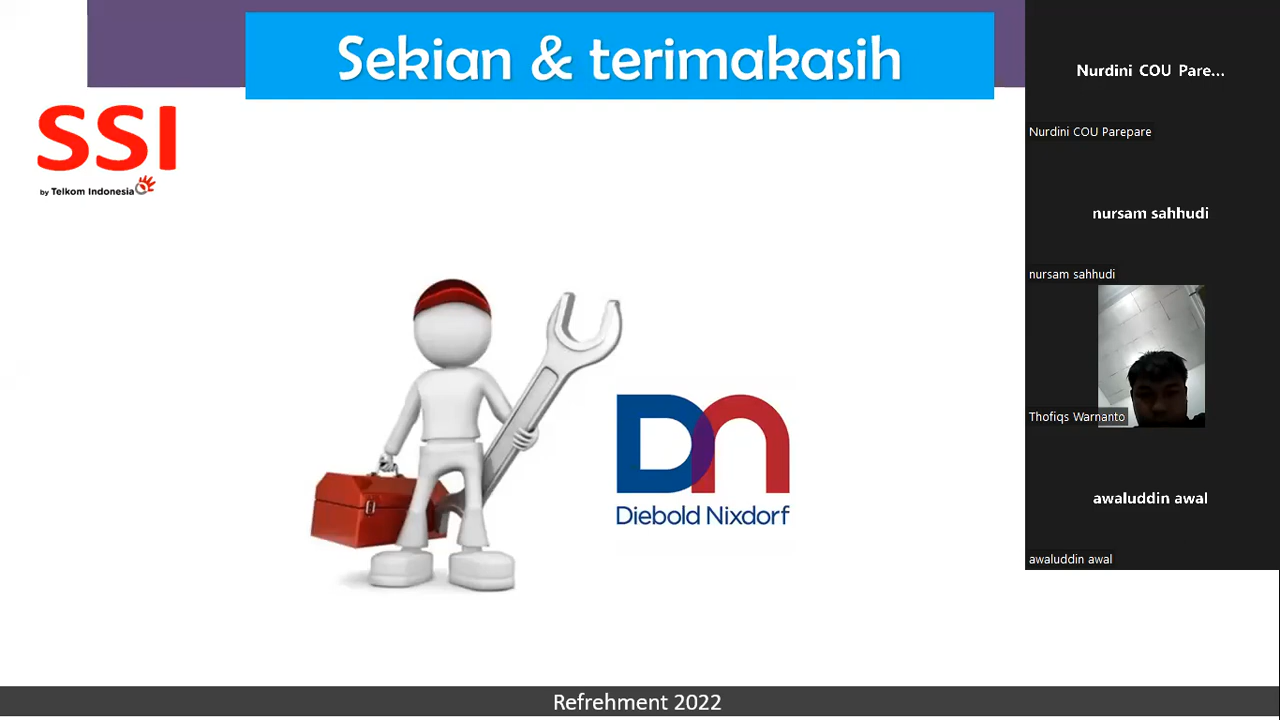 Sekian & terimakasih
SSI
by Telkom Indonesia
DN
Diebold Nixdorf
Refrehment 2022
Nurdini COU Pare...
Nurdini COU Parepare
nursam sahhudi
nursam sahhudi
Thofiqs Warnanto
awaluddin awal
awaluddin awal